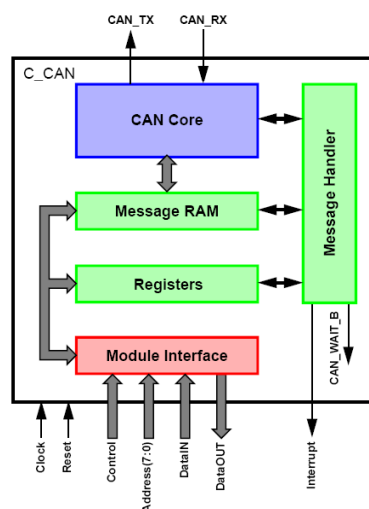 CAN_TX
CAN_RX
C_CAN
CAN Core
Message Handler
Message RAM
Registers
CAN_WAIT_B
Module Interface
Clock
Reset
Control
Address(7:0)
DataIN
DataOUT
Interrupt